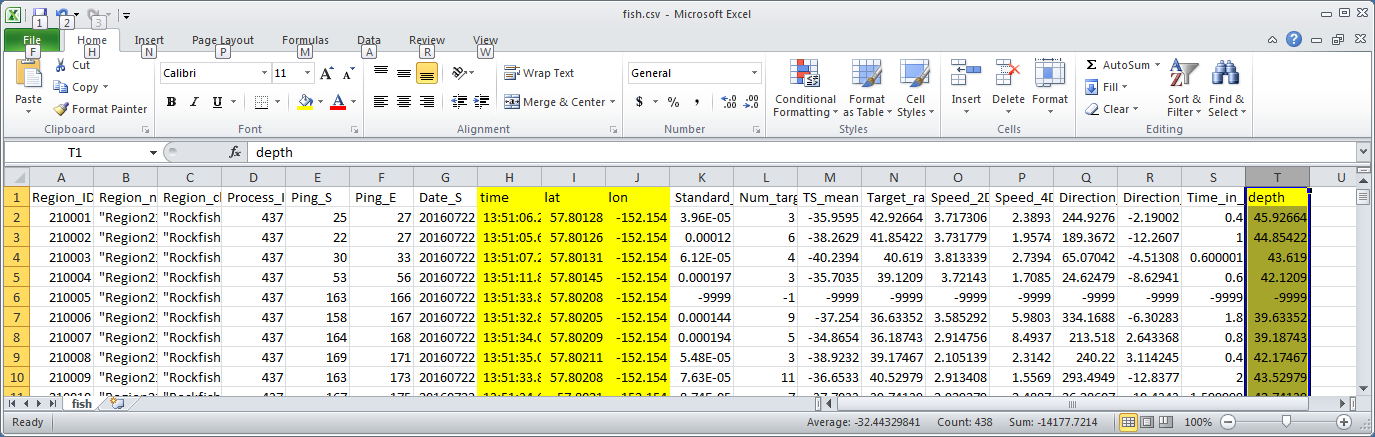 fish.csv - Microsoft Excel
1 2 3
File Home Insert Page Layout Formulas Data Review View
F H N P M A R W
Paste Cut Copy Format Painter Clipboard
Calibri 11 A A B I U A Font
Wrap Text Merge & Center Alignment
General $ % , .0 .00 .00 .0 Number
Conditional Formatting Format as Table Cell Styles Styles
Insert Delete Format Cells
Σ AutoSum Fill Clear Sort & Filter Find & Select Editing
T1 fx depth
A B C D E F G H I J K L M N O P Q R S T U
1 Region_ID Region_n Region_cl Process_I Ping_S Ping_E Date_S time lat lon Standard_ Num_targ TS_mean Target_ra Speed_2D Speed_4D Direction_ Direction_ Time_in_ depth
2 210001 "Region21 "Rockfish 437 25 27 20160722 13:51:06.2 57.80128 -152.154 3.96E-05 3 -35.9595 42.92664 3.717306 2.3893 244.9276 -2.19002 0.4 45.92664
3 210002 "Region21 "Rockfish 437 22 27 20160722 13:51:05.6 57.80126 -152.154 0.00012 6 -38.2629 41.85422 3.731779 1.9574 189.3672 -12.2607 1 44.85422
4 210003 "Region21 "Rockfish 437 30 33 20160722 13:51:07.2 57.80131 -152.154 6.12E-05 4 -40.2394 40.619 3.813339 2.7394 65.07042 -4.51308 0.600001 43.619
5 210004 "Region21 "Rockfish 437 53 56 20160722 13:51:11.8 57.80145 -152.154 0.000197 3 -35.7035 39.1209 3.72143 1.7085 24.62479 -8.62941 0.6 42.1209
6 210005 "Region21 "Rockfish 437 163 166 20160722 13:51:33.8 57.80208 -152.154 -9999 -1 -9999 -9999 -9999 -9999 -9999 -9999 -9999 -9999
7 210006 "Region21 "Rockfish 437 158 167 20160722 13:51:32.8 57.80205 -152.154 0.000144 9 -37.254 36.63352 3.585292 5.9803 334.1688 -6.30283 1.8 39.63352
8 210007 "Region21 "Rockfish 437 164 168 20160722 13:51:34.0 57.80209 -152.154 0.000194 5 -34.8654 36.18743 2.914756 8.4937 213.518 2.643368 0.8 39.18743
9 210008 "Region21 "Rockfish 437 169 171 20160722 13:51:35.0 57.80211 -152.154 5.48E-05 3 -38.9232 39.17467 2.105139 2.3142 240.22 3.114245 0.4 42.17467
10 210009 "Region21 "Rockfish 437 163 173 20160722 13:51:33.8 57.80208 -152.154 7.63E-05 11 -36.6533 40.52979 2.913408 1.5569 293.4949 -12.8377 2 43.52979
fish
Ready Average: -32.44329841 Count: 438 Sum: -14177.7214 100%